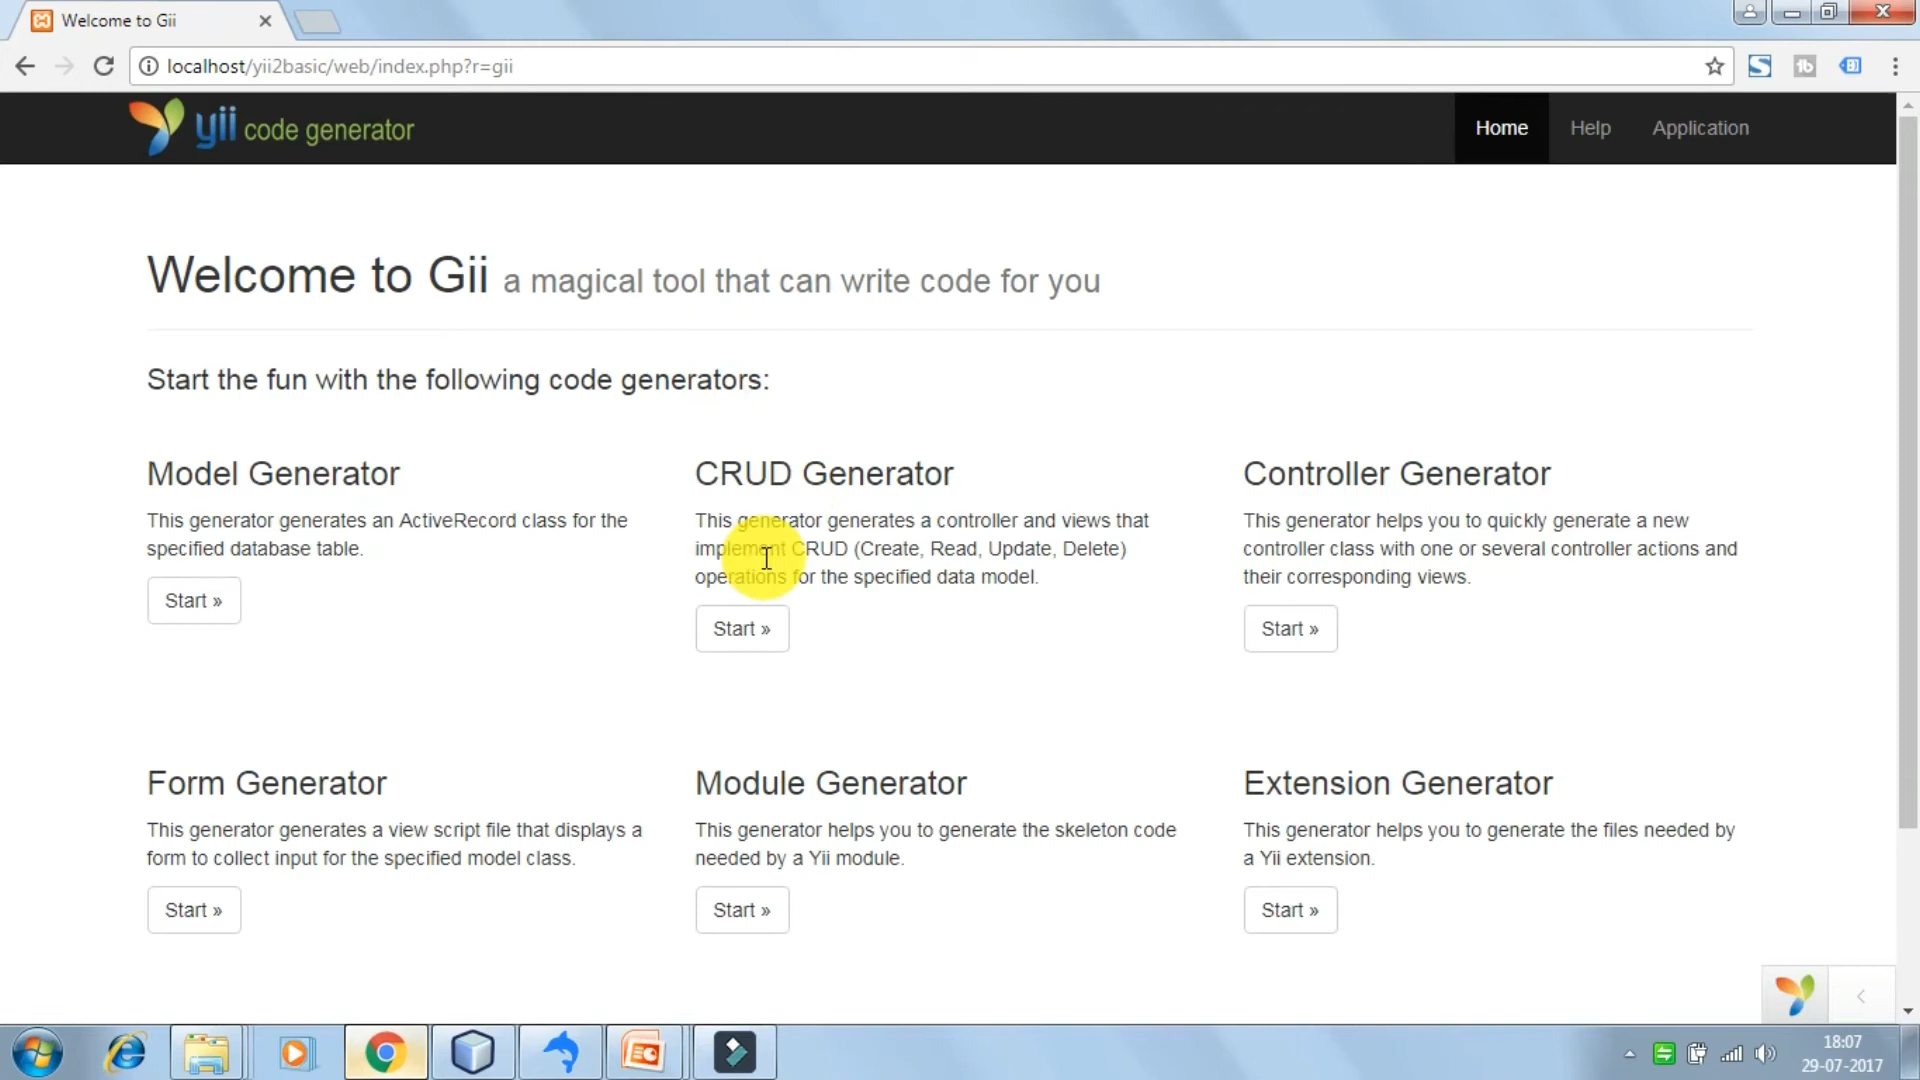 Welcome to Gii
localhost/yii2basic/web/index.php?r=gii
yii code generator
Home
Help
Application
Welcome to Gii a magical tool that can write code for you
Start the fun with the following code generators:
Model Generator
This generator generates an ActiveRecord class for the
specified database table.
Start »
CRUD Generator
This generator generates a controller and views that
implement CRUD (Create, Read, Update, Delete)
operations for the specified data model.
Start »
Controller Generator
This generator helps you to quickly generate a new
controller class with one or several controller actions and
their corresponding views.
Start »
Form Generator
This generator generates a view script file that displays a
form to collect input for the specified model class.
Start »
Module Generator
This generator helps you to generate the skeleton code
needed by a Yii module.
Start »
Extension Generator
This generator helps you to generate the files needed by
a Yii extension.
Start »
18:07
29-07-2017